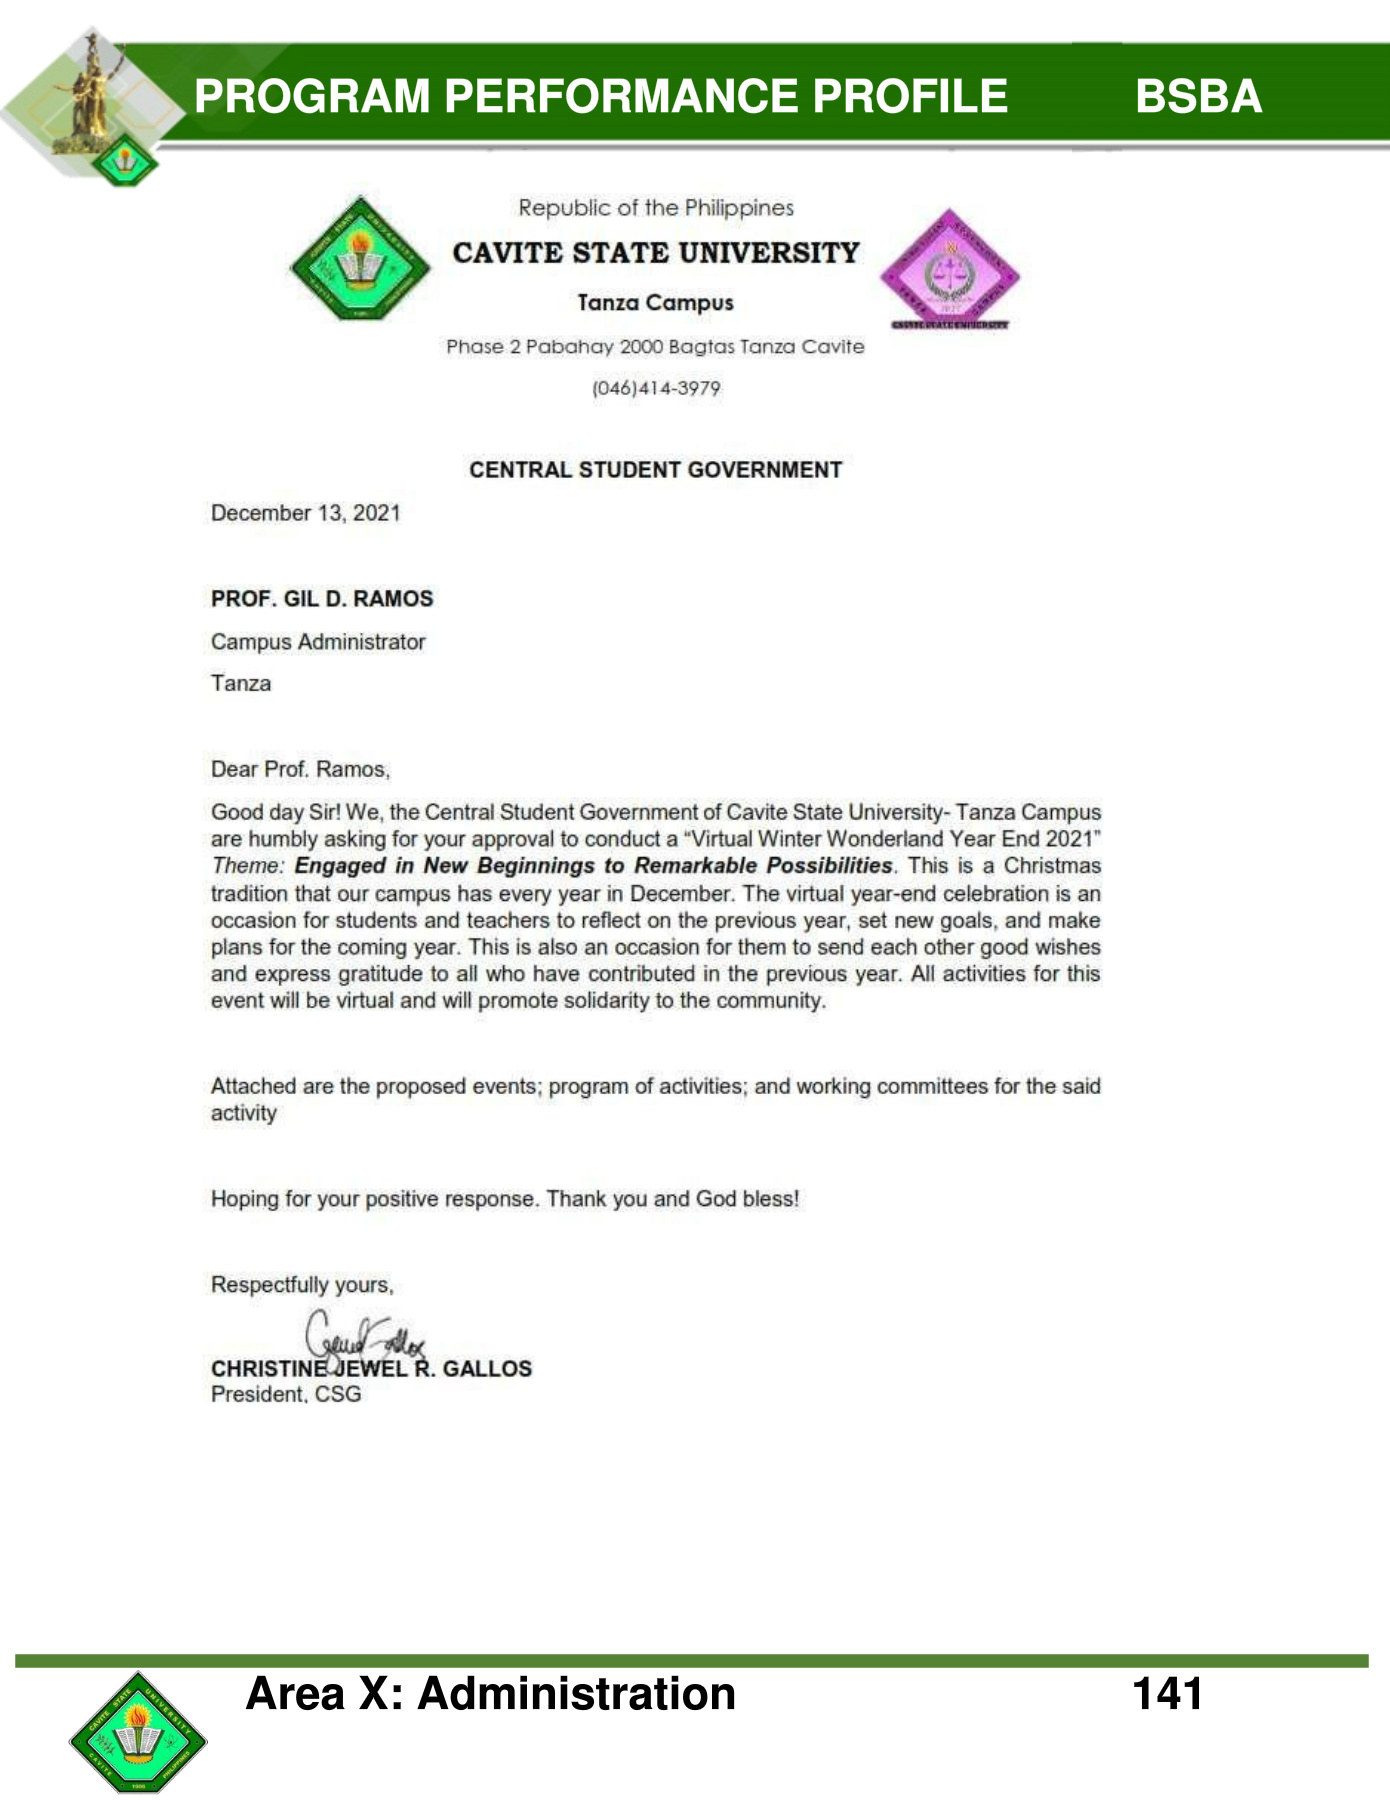 PROGRAM PERFORMANCE PROFILE BSBA
Republic of the Philippines
CAVITE STATE UNIVERSITY
Tanza Campus
Phase 2 Pabahay 2000 Bagtas Tanza Cavite
(046)414-3979
CAVITE STATE UNIVERSITY
CENTRAL STUDENT GOVERNMENT
December 13, 2021
PROF. GIL D. RAMOS
Campus Administrator
Tanza
Dear Prof. Ramos,
Good day Sir! We, the Central Student Government of Cavite State University- Tanza Campus
are humbly asking for your approval to conduct a “Virtual Winter Wonderland Year End 2021”
Theme: Engaged in New Beginnings to Remarkable Possibilities. This is a Christmas
tradition that our campus has every year in December. The virtual year-end celebration is an
occasion for students and teachers to reflect on the previous year, set new goals, and make
plans for the coming year. This is also an occasion for them to send each other good wishes
and express gratitude to all who have contributed in the previous year. All activities for this
event will be virtual and will promote solidarity to the community.
Attached are the proposed events; program of activities; and working committees for the said
activity
Hoping for your positive response. Thank you and God bless!
Respectfully yours,
CHRISTINE JEWEL R. GALLOS
President, CSG
Area X: Administration 141
CAVITE STATE UNIVERSITY
CAVITE PHILIPPINES
1906